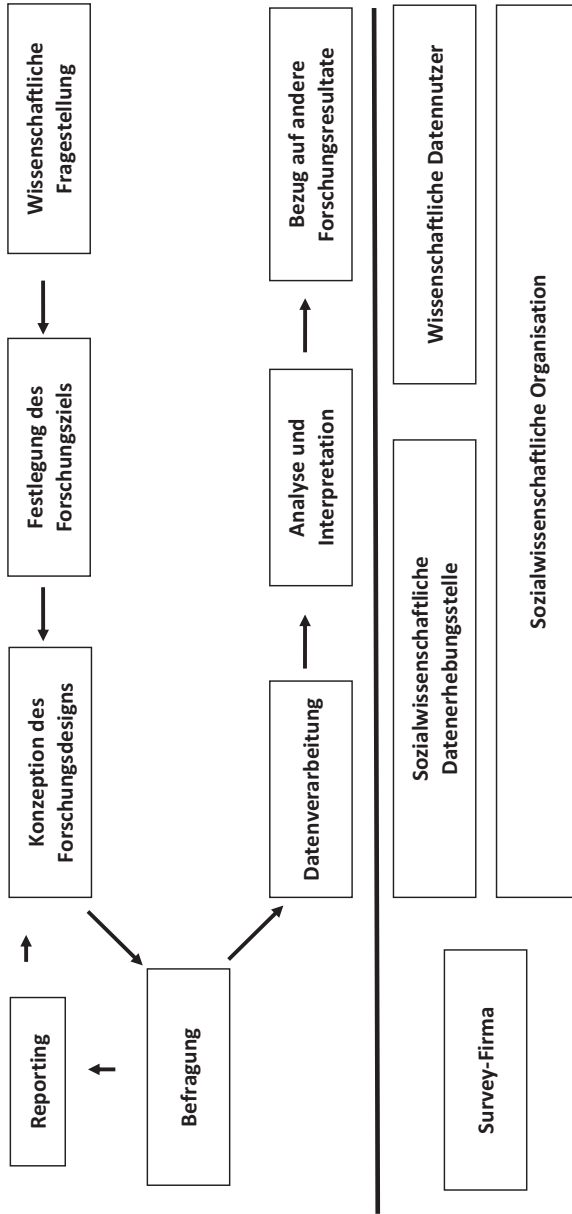 Reporting
Konzeption des
Forschungsdesigns
Festlegung des
Forschungsziels
Wissenschaftliche
Fragestellung
Befragung
Datenverarbeitung
Analyse und
Interpretation
Bezug auf andere
Forschungsresultate
Survey-Firma
Sozialwissenschaftliche
Datenerhebungsstelle
Wissenschaftliche Datennutzer
Sozialwissenschaftliche Organisation